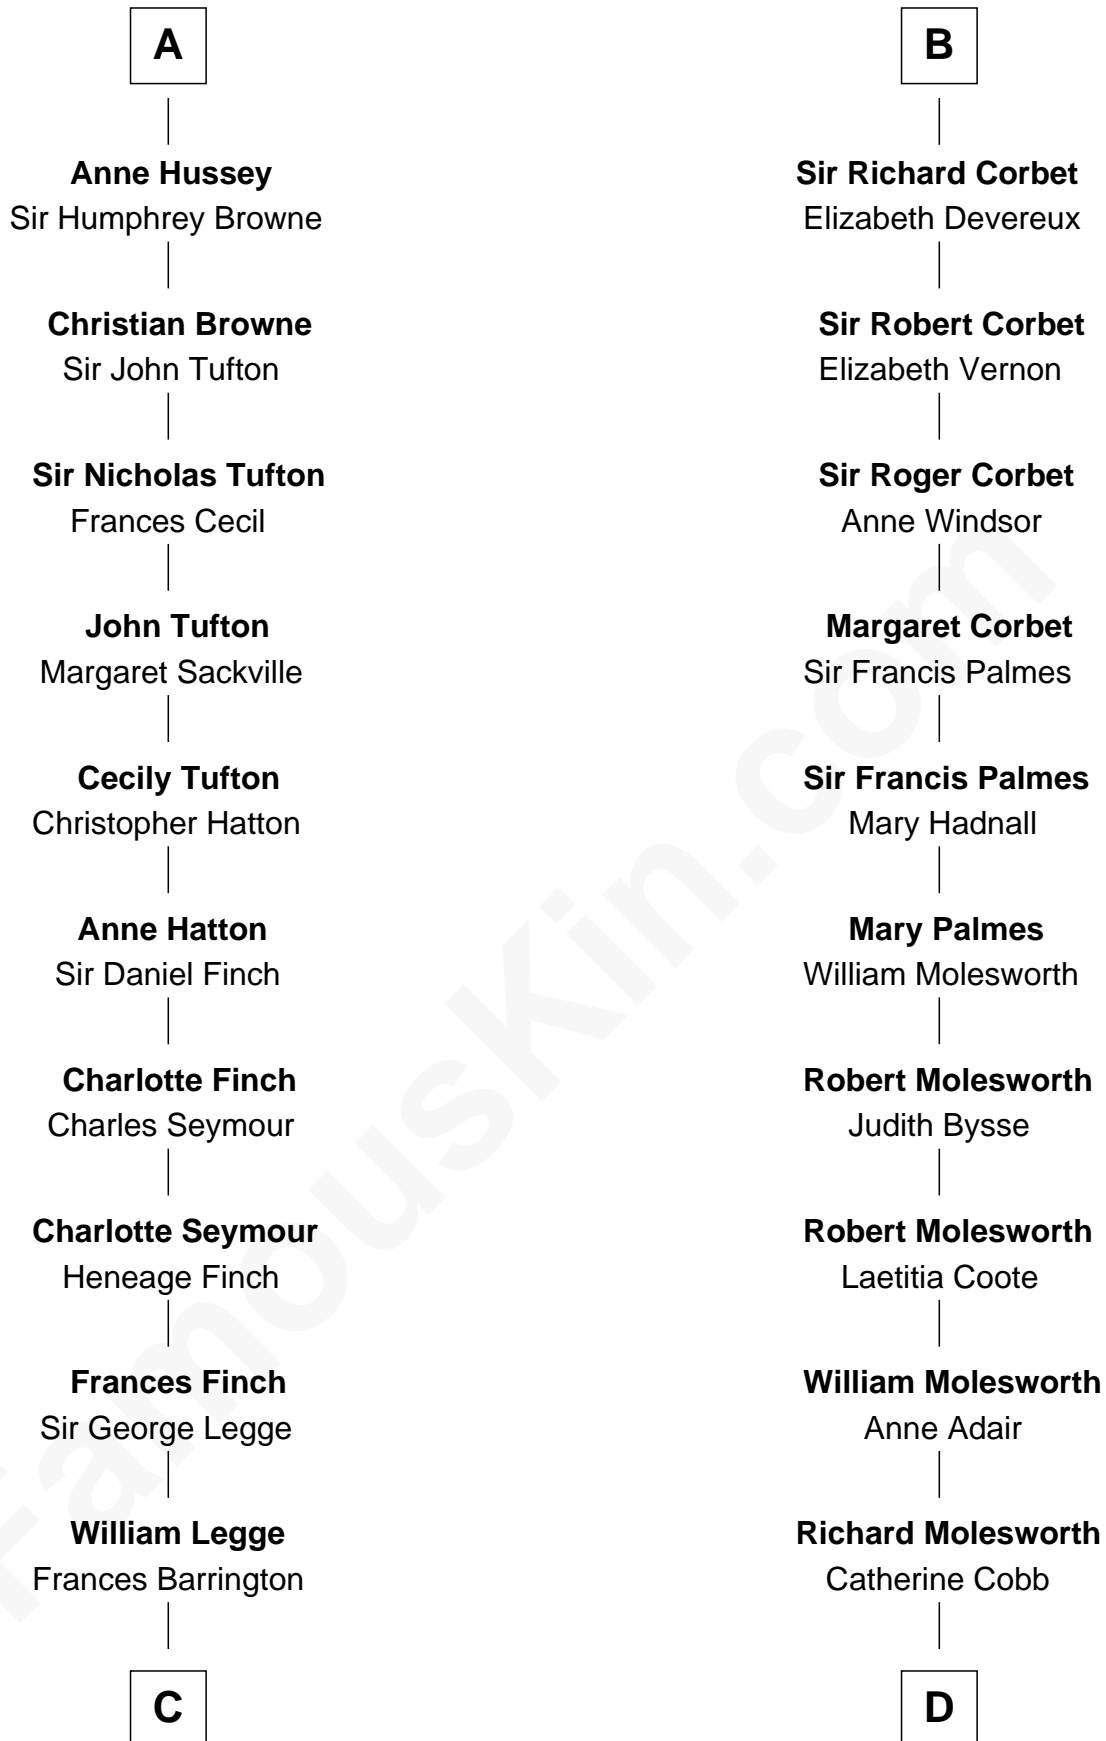 A
Anne Hussey
Sir Humphrey Browne
Christian Browne
Sir John Tufton
Sir Nicholas Tufton
Frances Cecil
John Tufton
Margaret Sackville
Cecily Tufton
Christopher Hatton
Anne Hatton
Sir Daniel Finch
Charlotte Finch
Charles Seymour
Charlotte Seymour
Heneage Finch
Frances Finch
Sir George Legge
William Legge
Frances Barrington
C
B
Sir Richard Corbet
Elizabeth Devereux
Sir Robert Corbet
Elizabeth Vernon
Sir Roger Corbet
Anne Windsor
Margaret Corbet
Sir Francis Palmes
Sir Francis Palmes
Mary Hadnall
Mary Palmes
William Molesworth
Robert Molesworth
Judith Bysse
Robert Molesworth
Laetitia Coote
William Molesworth
Anne Adair
Richard Molesworth
Catherine Cobb
D
FamousKin.com